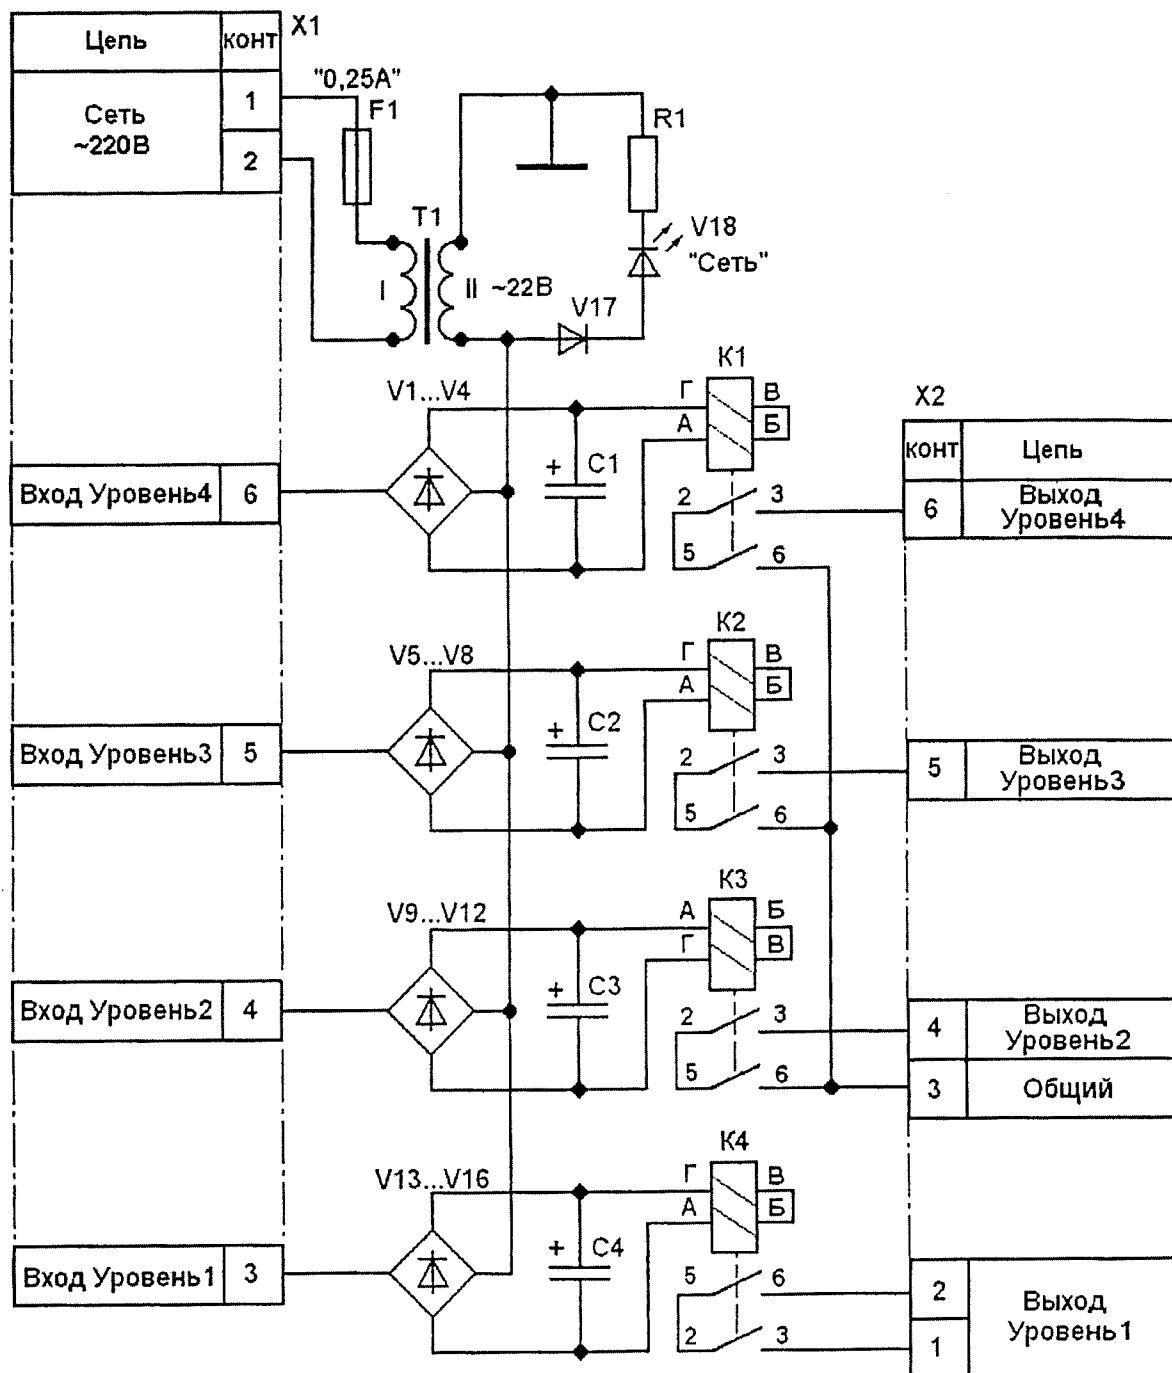 Цепь
конт
X1
Сеть
~220В
1
2
"0,25А"
F1
R1
T1
I
II ~22В
V18
"Сеть"
V17
V1...V4
K1
Г
В
А
Б
X2
конт
Цепь
Вход Уровень4
6
+
C1
2
3
5
6
6
Выход
Уровень4
K2
V5...V8
Г
В
А
Б
Вход Уровень3
5
+
C2
2
3
5
6
5
Выход
Уровень3
K3
V9...V12
А
Б
Г
В
Вход Уровень2
4
+
C3
2
3
5
6
4
Выход
Уровень2
3
Общий
K4
V13...V16
Г
В
А
Б
Вход Уровень1
3
+
C4
5
6
2
3
2
1
Выход
Уровень1